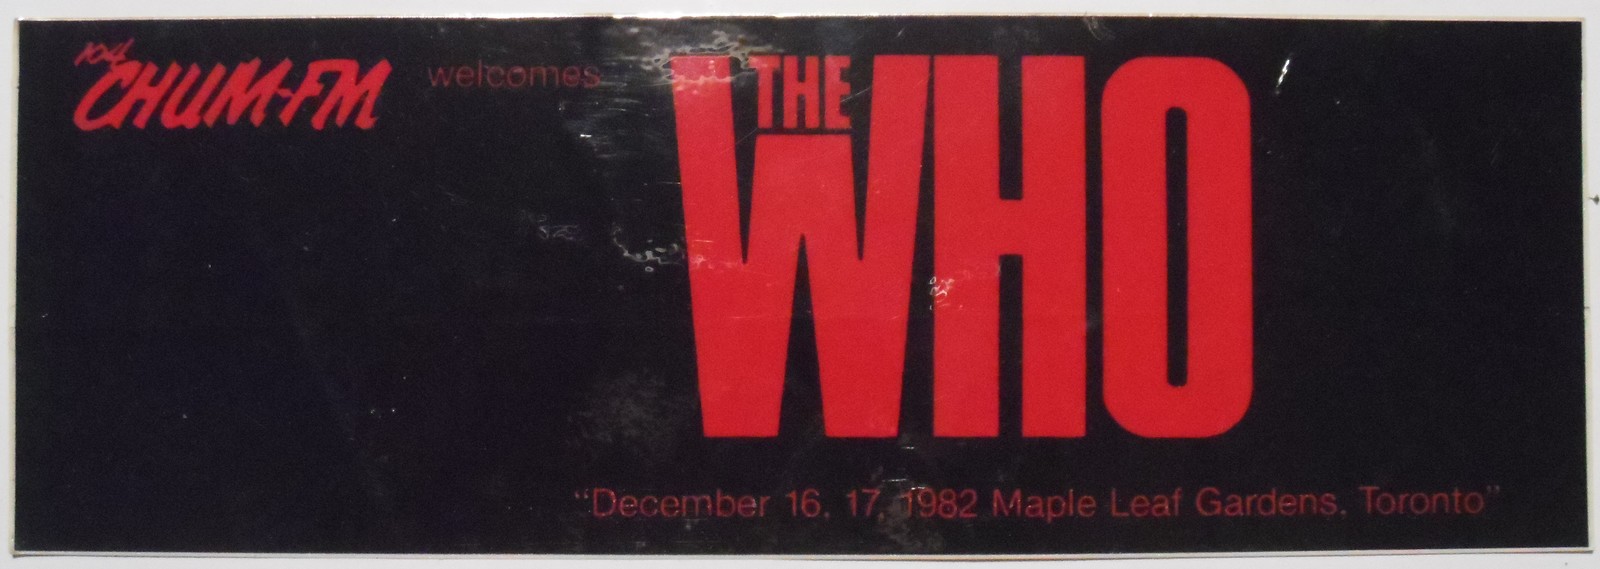 104
CHUM-FM welcomes
THE
WHO
“December 16, 17, 1982 Maple Leaf Gardens, Toronto”